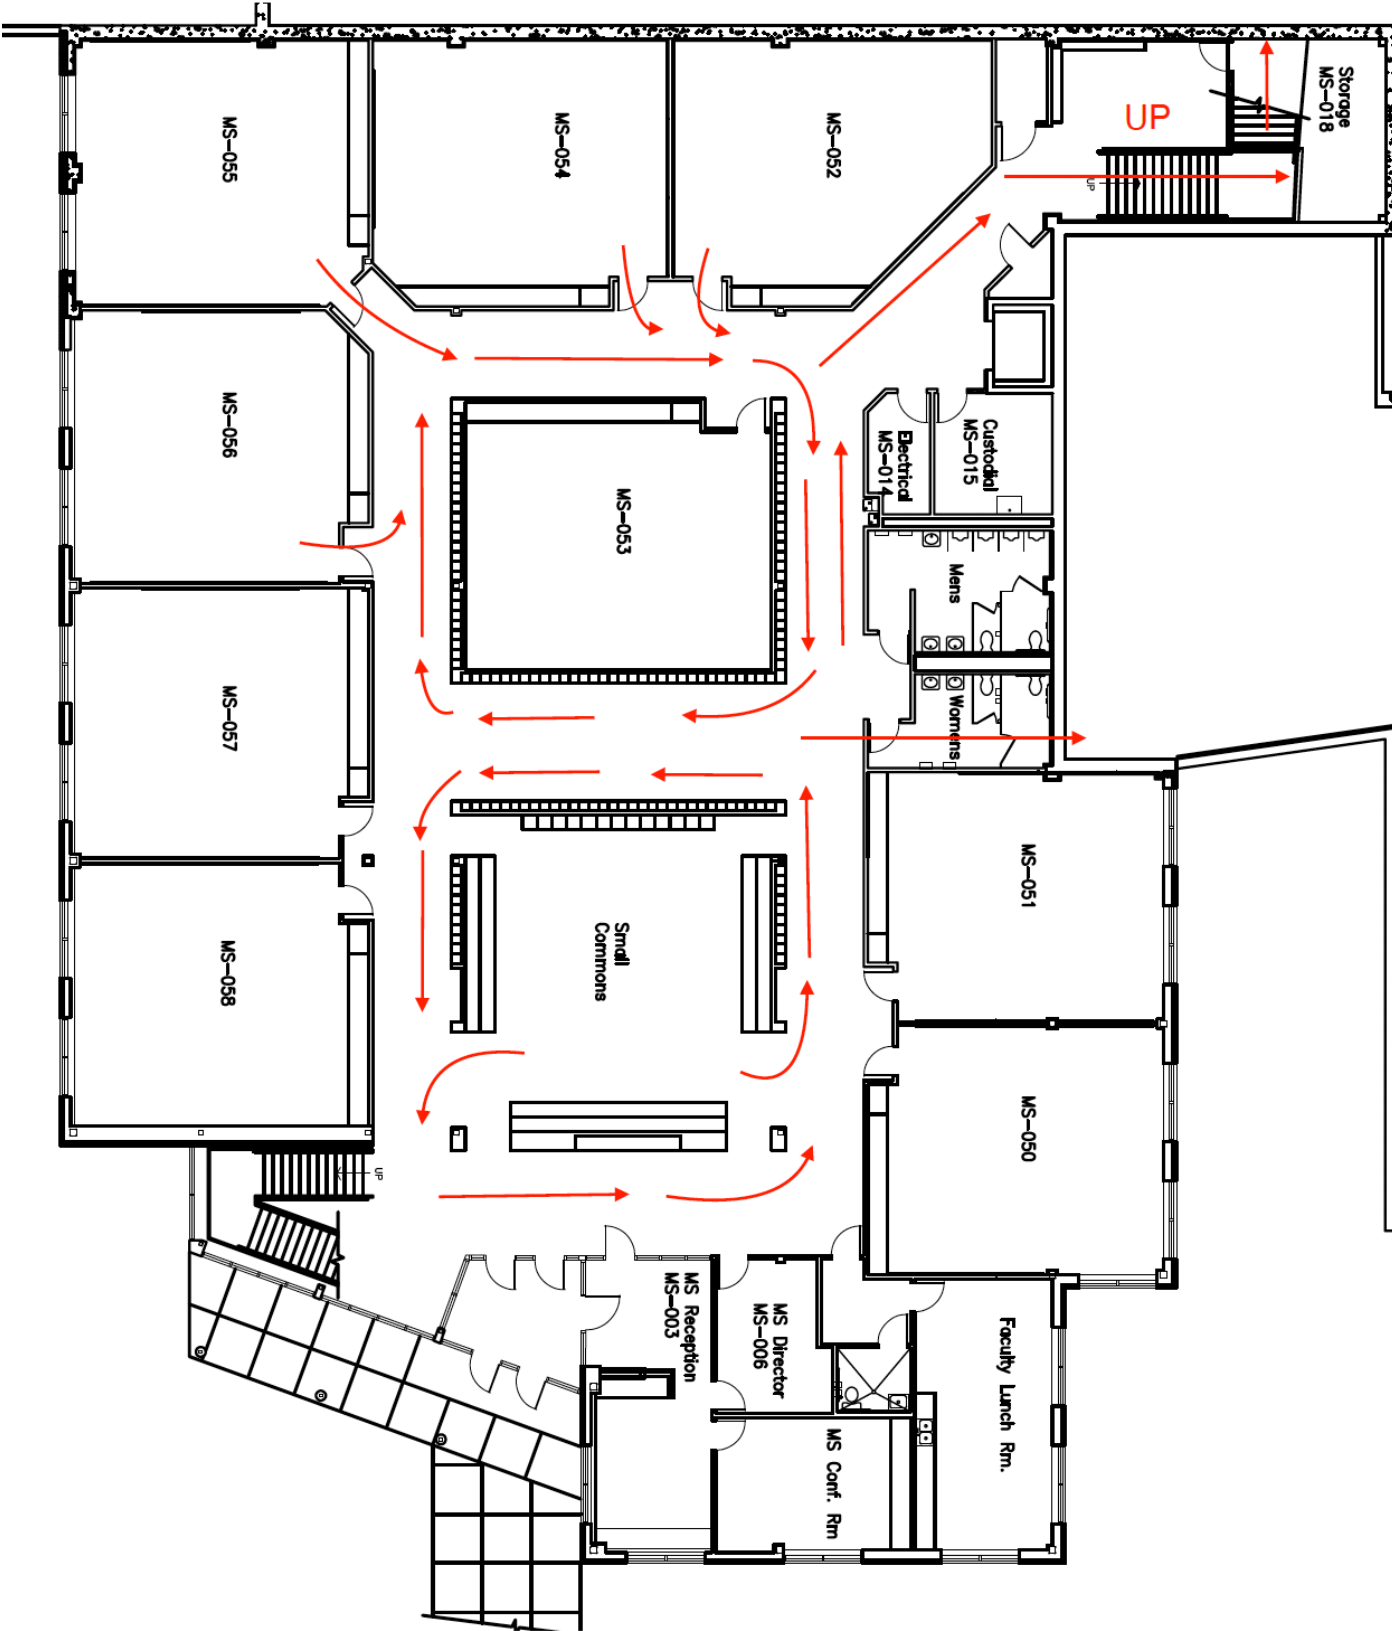 Storage
MS-018
UP
UP
MS-055
MS-054
MS-052
MS-056
MS-053
Electrical
MS-014
Custodial
MS-015
Mens
Womens
MS-057
MS-051
MS-058
Small
Commons
MS-050
UP
MS Reception
MS-003
MS Director
MS-006
Faculty Lunch Rm.
MS Conf. Rm